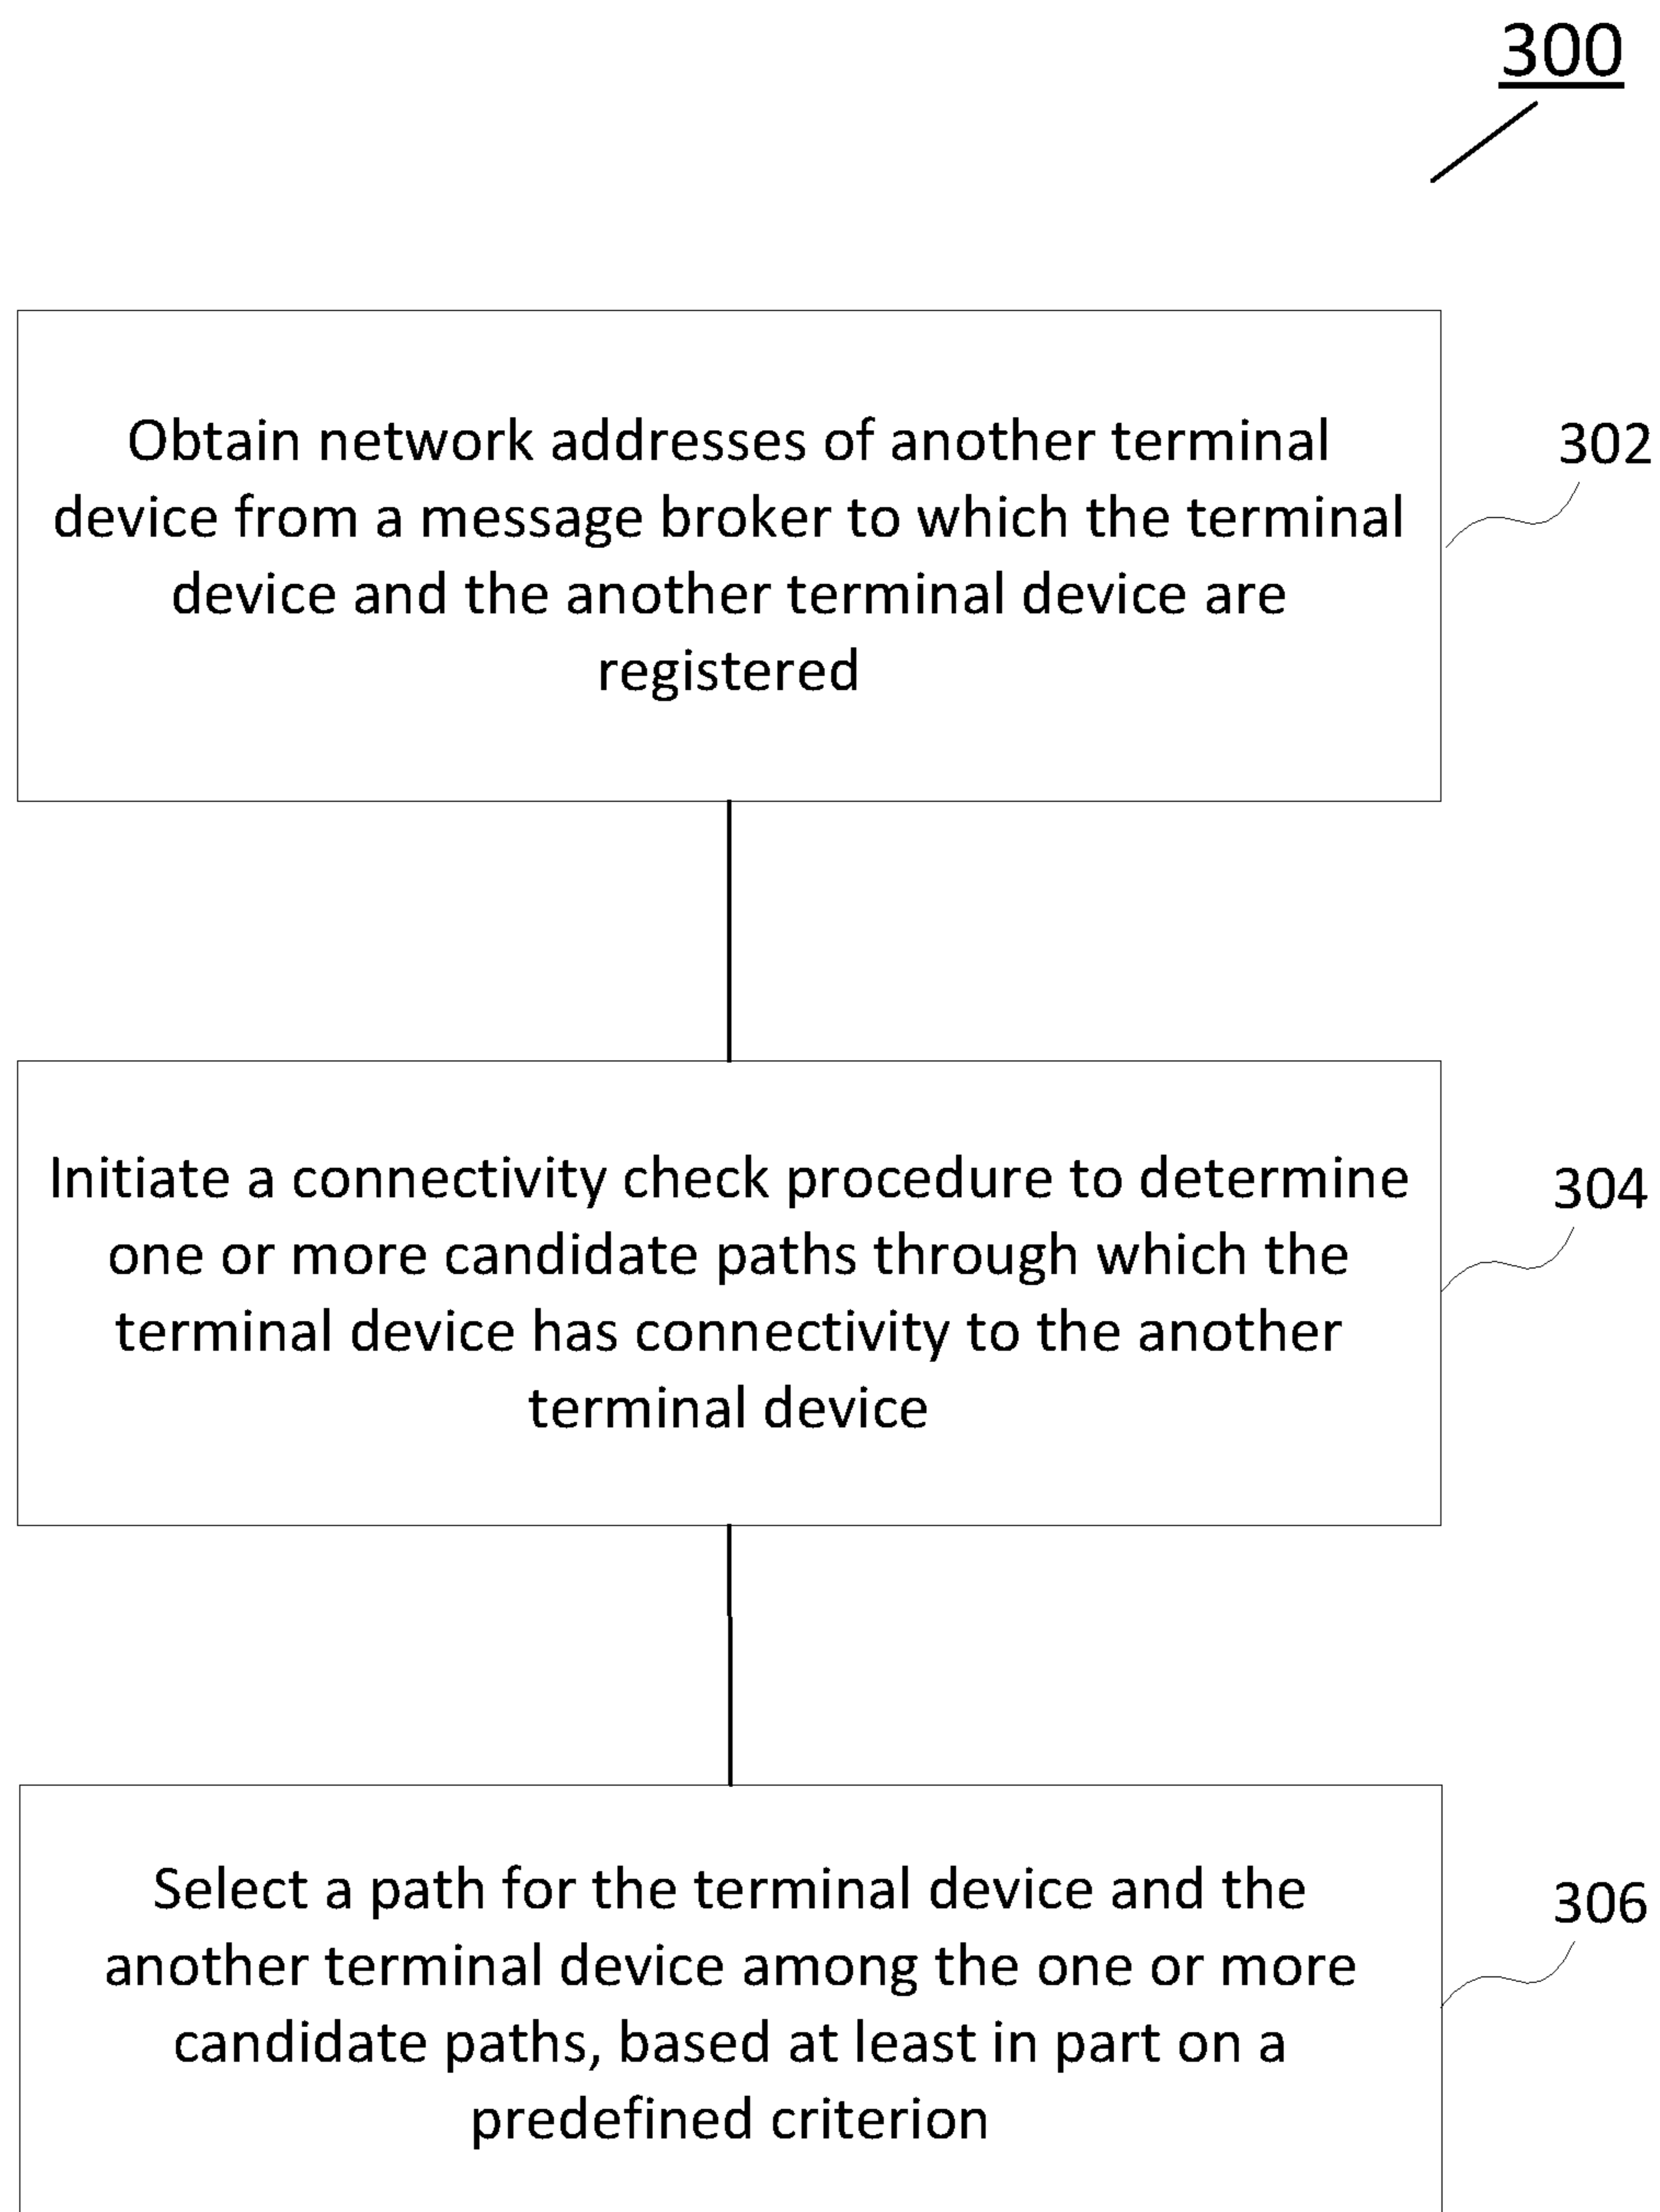 300
Obtain network addresses of another terminal
device from a message broker to which the terminal
device and the another terminal device are
registered
302
Initiate a connectivity check procedure to determine
one or more candidate paths through which the
terminal device has connectivity to the another
terminal device
304
Select a path for the terminal device and the
another terminal device among the one or more
candidate paths, based at least in part on a
predefined criterion
306